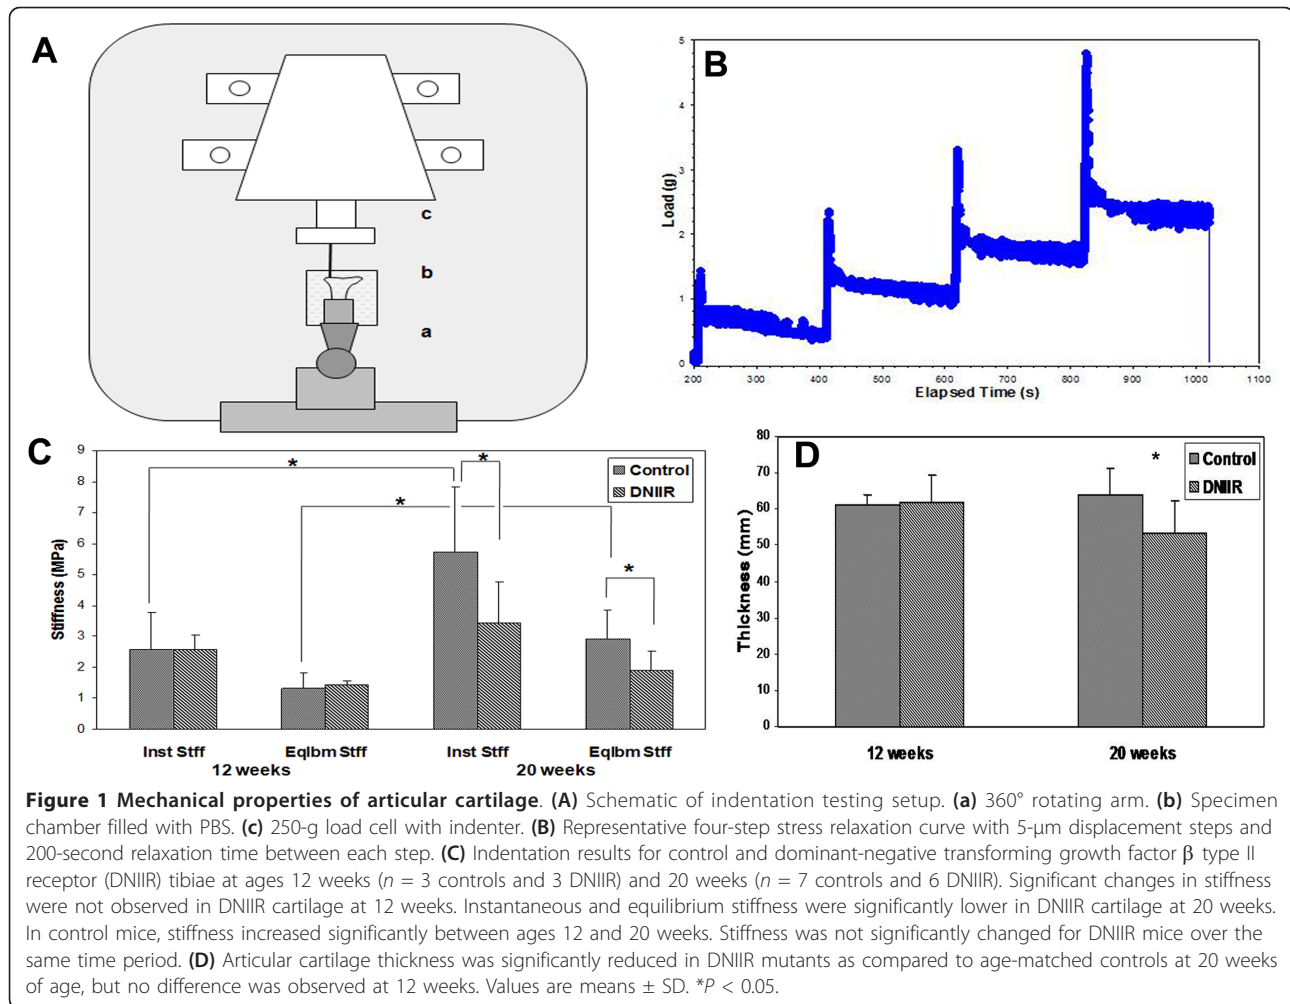 A
c
b
a
B
5
4
3
2
1
0
Load (g)
200 300 400 500 600 700 800 900 1000 1100
Elapsed Time (s)
C
9
8
7
6
5
4
3
2
1
0
Stiffness (MPa)
Control
DNIIR
* *
*
*
Inst Stff Eqlbm Stff Inst Stff Eqlbm Stff
12 weeks 20 weeks
D
80
70
60
50
40
30
20
10
0
Thickness (mm)
Control
DNIIR
*
12 weeks 20 weeks
Figure 1 Mechanical properties of articular cartilage. (A) Schematic of indentation testing setup. (a) 360° rotating arm. (b) Specimen
chamber filled with PBS. (c) 250-g load cell with indenter. (B) Representative four-step stress relaxation curve with 5-μm displacement steps and
200-second relaxation time between each step. (C) Indentation results for control and dominant-negative transforming growth factor β type II
receptor (DNIIR) tibiae at ages 12 weeks (n = 3 controls and 3 DNIIR) and 20 weeks (n = 7 controls and 6 DNIIR). Significant changes in stiffness
were not observed in DNIIR cartilage at 12 weeks. Instantaneous and equilibrium stiffness were significantly lower in DNIIR cartilage at 20 weeks.
In control mice, stiffness increased significantly between ages 12 and 20 weeks. Stiffness was not significantly changed for DNIIR mice over the
same time period. (D) Articular cartilage thickness was significantly reduced in DNIIR mutants as compared to age-matched controls at 20 weeks
of age, but no difference was observed at 12 weeks. Values are means ± SD. *P < 0.05.